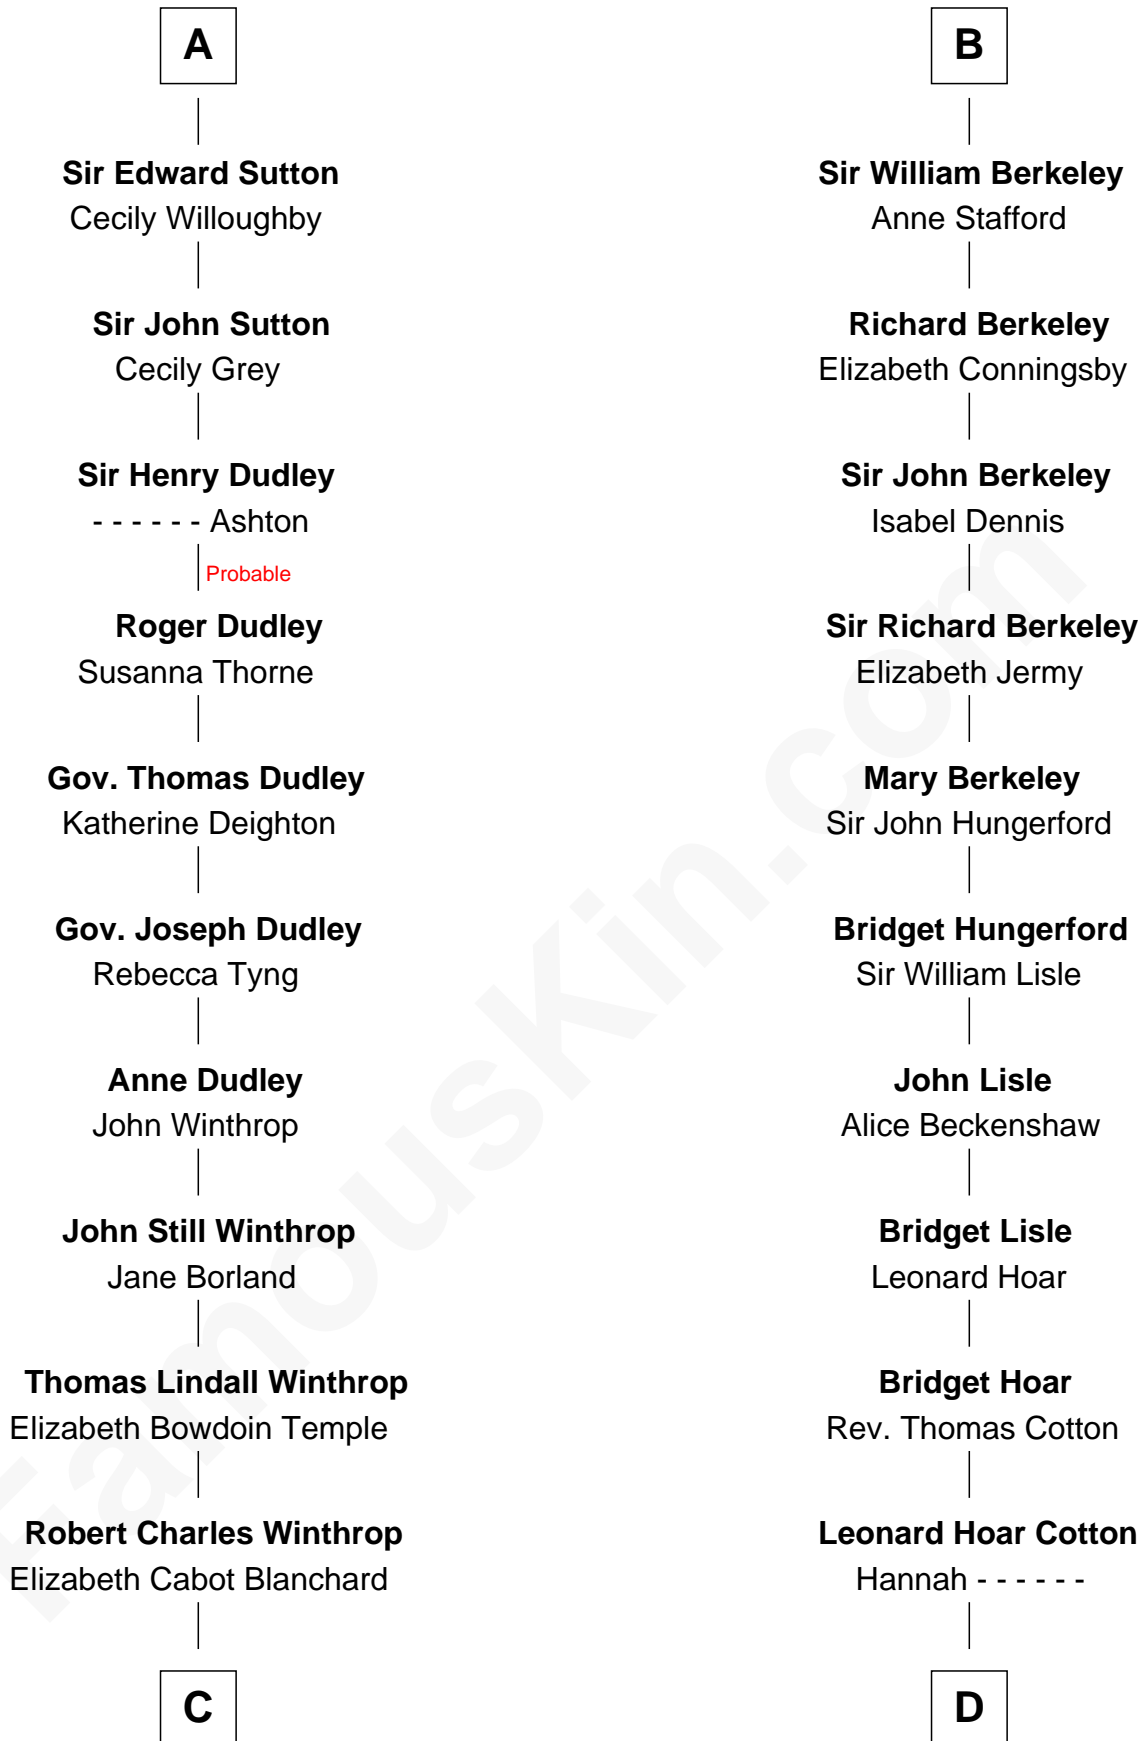 A
Sir Edward Sutton
Cecily Willoughby
Sir John Sutton
Cecily Grey
Sir Henry Dudley
- - - - - - Ashton
Probable
Roger Dudley
Susanna Thorne
Gov. Thomas Dudley
Katherine Deighton
Gov. Joseph Dudley
Rebecca Tyng
Anne Dudley
John Winthrop
John Still Winthrop
Jane Borland
Thomas Lindall Winthrop
Elizabeth Bowdoin Temple
Robert Charles Winthrop
Elizabeth Cabot Blanchard
C
B
Sir William Berkeley
Anne Stafford
Richard Berkeley
Elizabeth Conningsby
Sir John Berkeley
Isabel Dennis
Sir Richard Berkeley
Elizabeth Jermy
Mary Berkeley
Sir John Hungerford
Bridget Hungerford
Sir William Lisle
John Lisle
Alice Beckenshaw
Bridget Lisle
Leonard Hoar
Bridget Hoar
Rev. Thomas Cotton
Leonard Hoar Cotton
Hannah - - - - - -
D
FamousKin.com